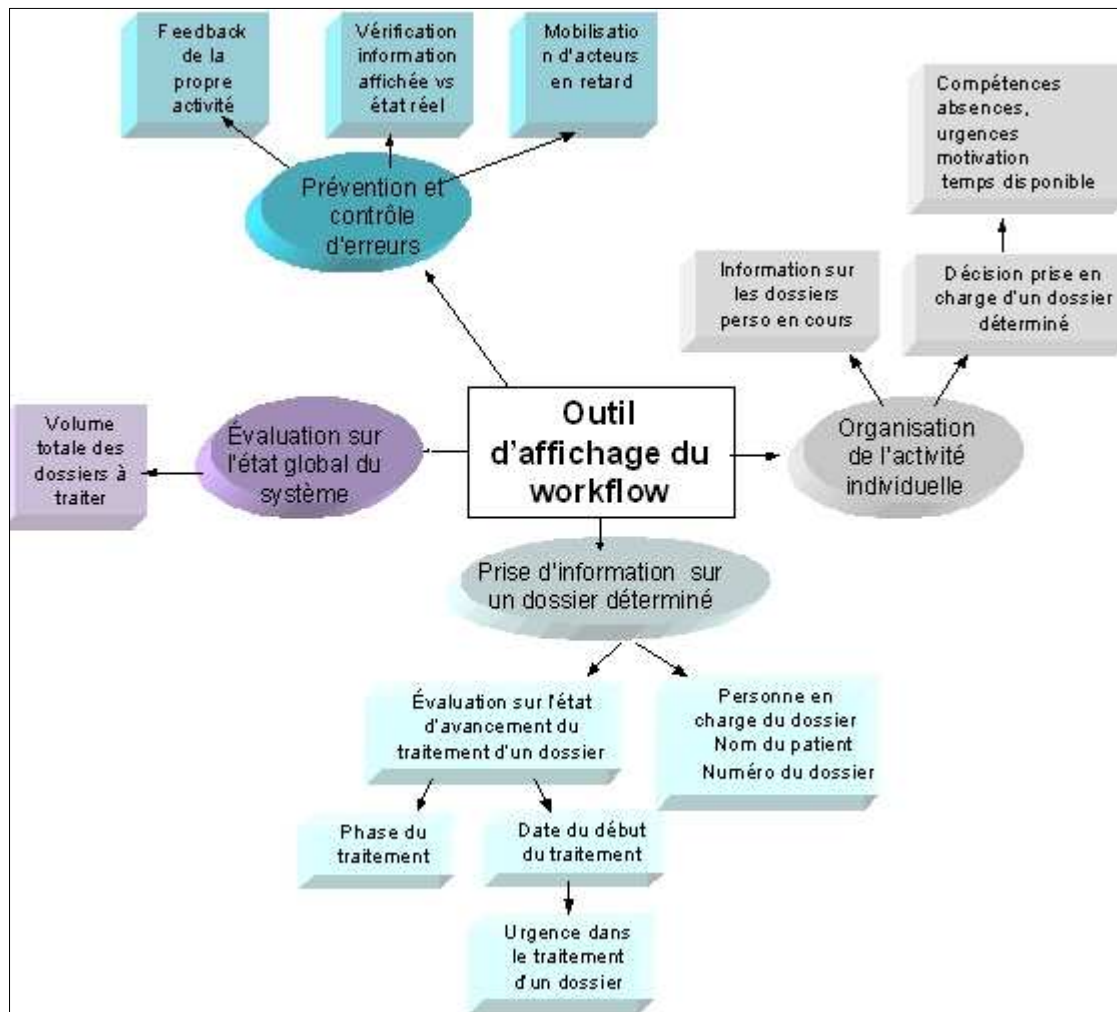 Feedback
de la
propre
activité
Vérification
information
affichée vs
état réel
Mobilisatio
n d'acteurs
en retard
Compétences
absences,
urgences
motivation
temps disponible
Prévention et
contrôle
d'erreurs
Information sur
les dossiers
perso en cours
Décision prise en
charge d'un dossier
déterminé
Volume
totale des
dossiers à
traiter
Évaluation sur
l'état global du
système
Outil
d’affichage du
workflow
Organisation
de l'activité
individuelle
Prise d'information sur
un dossier déterminé
Évaluation sur l'état
d'avancement du
traitement d'un dossier
Personne en
charge du dossier
Nom du patient
Numéro du dossier
Phase du
traitement
Date du début
du traitement
Urgence dans
le traitement
d'un dossier